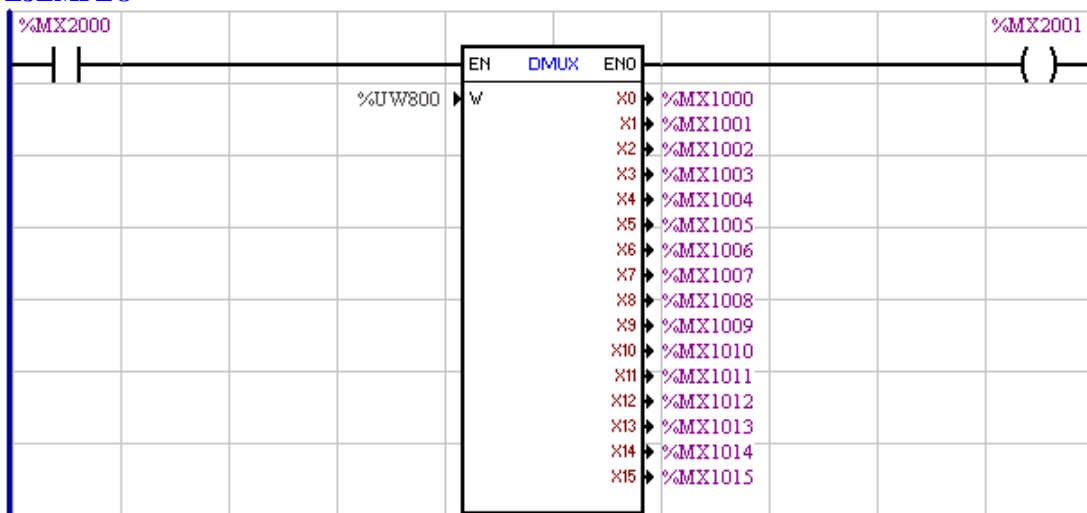 %MX2000 %MX2001
EN DMUX ENO
%UW800 W X0 %MX1000
X1 %MX1001
X2 %MX1002
X3 %MX1003
X4 %MX1004
X5 %MX1005
X6 %MX1006
X7 %MX1007
X8 %MX1008
X9 %MX1009
X10 %MX1010
X11 %MX1011
X12 %MX1012
X13 %MX1013
X14 %MX1014
X15 %MX1015